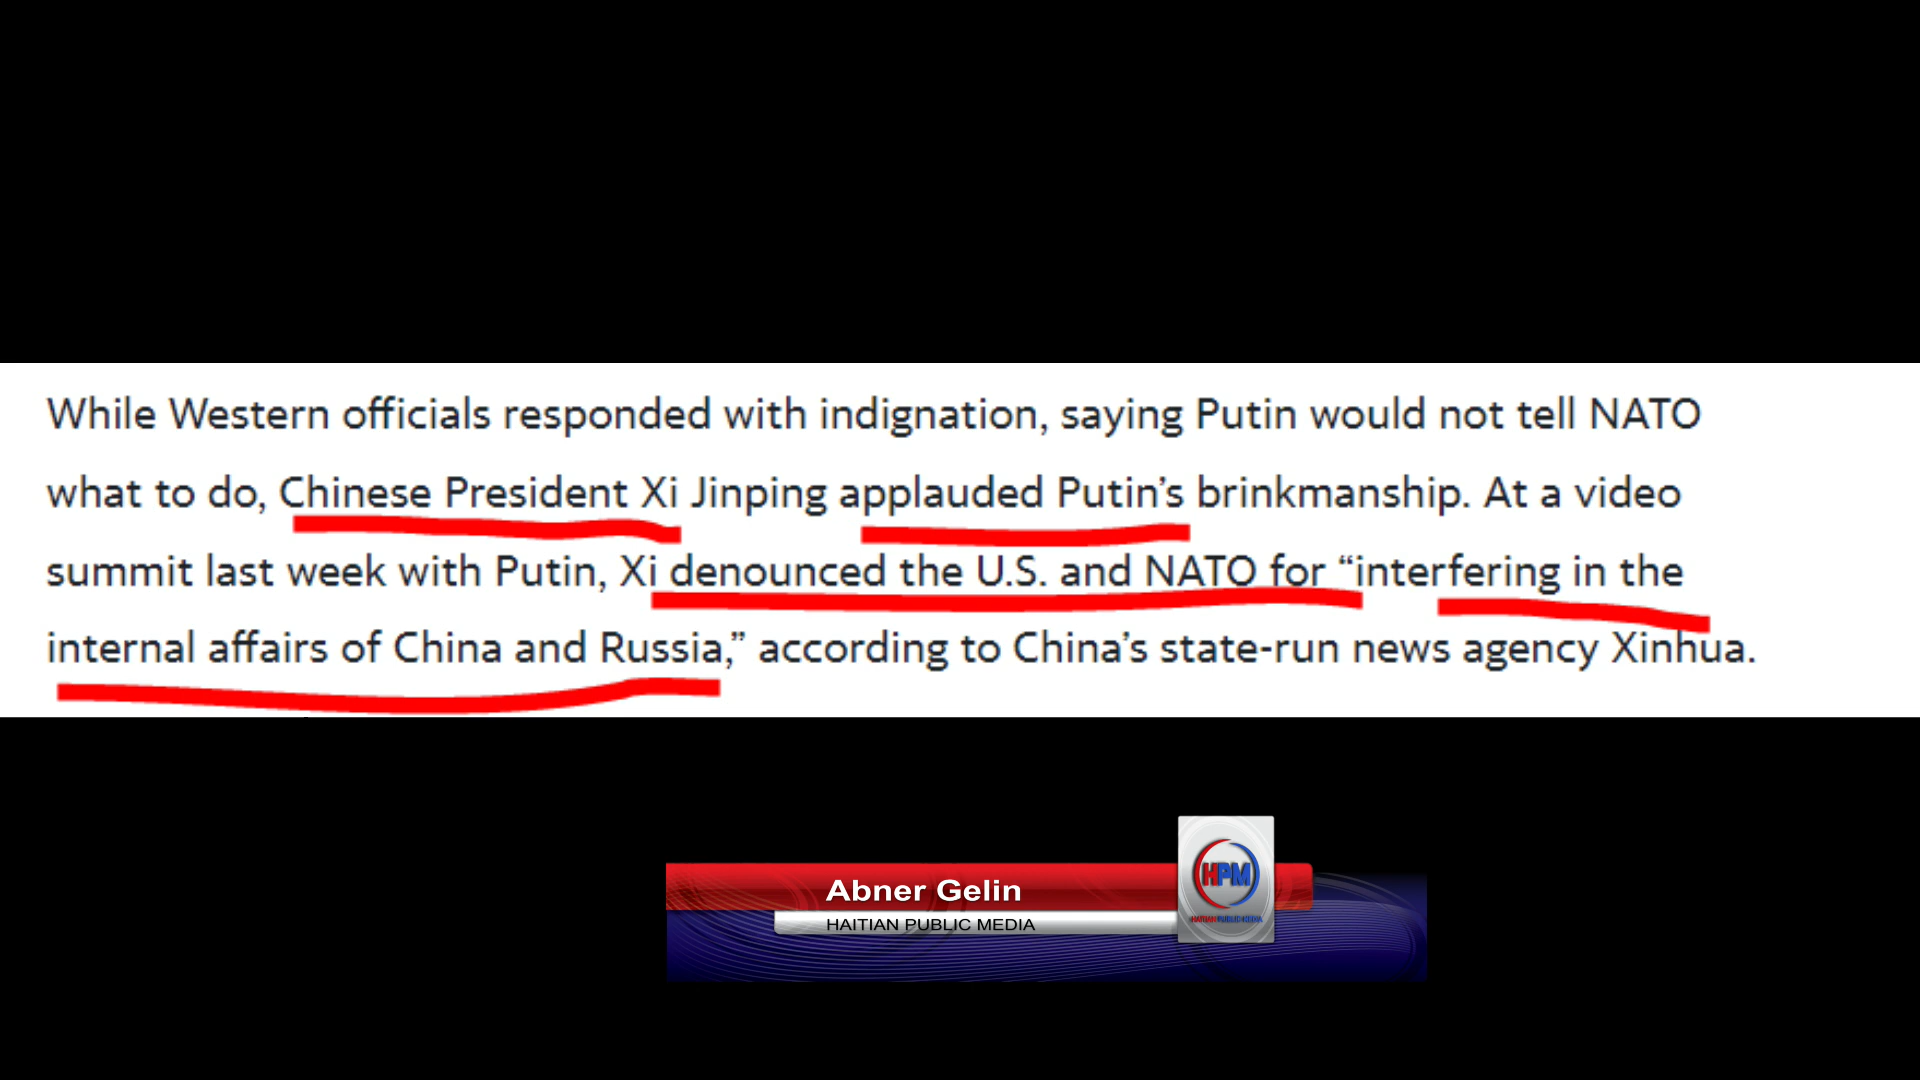 While Western officials responded with indignation, saying Putin would not tell NATO
what to do, Chinese President Xi Jinping applauded Putin’s brinkmanship. At a video
summit last week with Putin, Xi denounced the U.S. and NATO for “interfering in the
internal affairs of China and Russia,” according to China’s state-run news agency Xinhua.
Abner Gelin
HAITIAN PUBLIC MEDIA
HPM
HAITIAN PUBLIC MEDIA